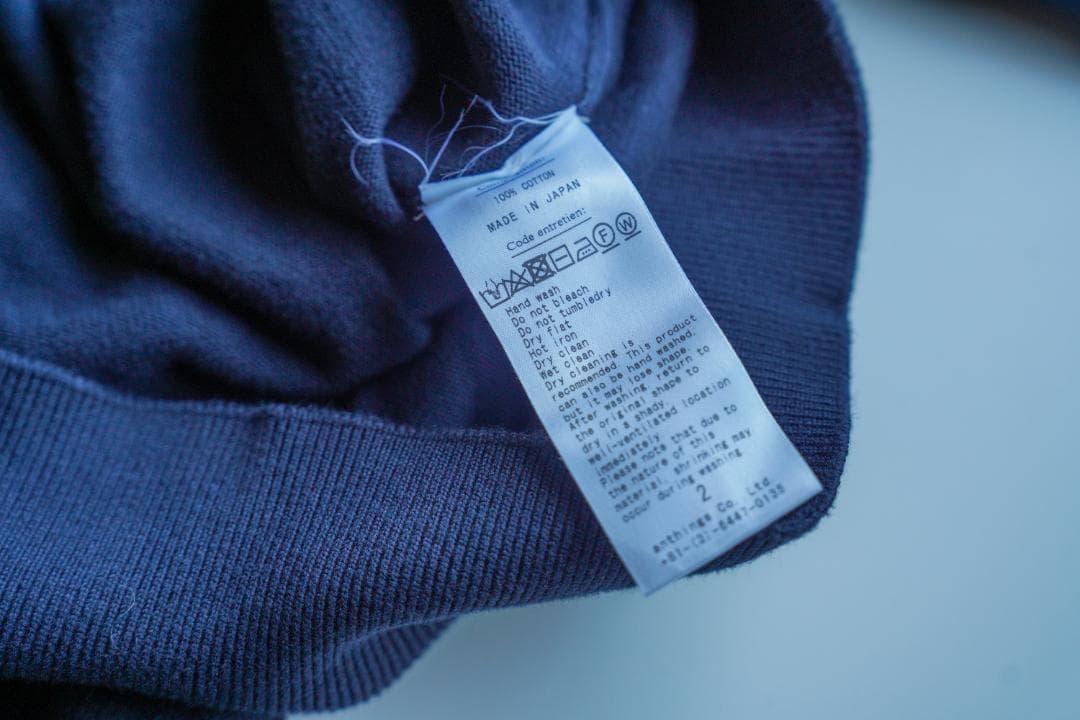 100% COTTON
MADE IN JAPAN
Code entretien:
F W
Hand wash
Do not bleach
Do not tumbledry
Dry flat
Hot iron
Dry clean
Wet clean
Dry cleaning is
recommended. This product
can also be hand washed,
but it may lose shape.
After washing, return to
the original shape to
dry in a shady,
well-ventilated location
immediately.
Please note that due to
the nature of this
material, shrinking may
occur during washing
2
anthings Co., Ltd
+81-(3)-6447-0135